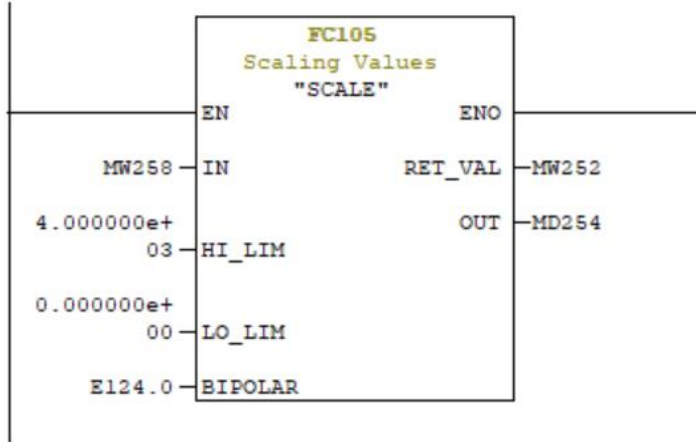 FC105
Scaling Values
"SCALE"
EN ENO
MW258 IN RET_VAL MW252
4.000000e+ OUT MD254
03 HI_LIM
0.000000e+
00 LO_LIM
E124.0 BIPOLAR